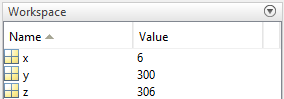 Workspace
Name Value
x 6
y 300
z 306